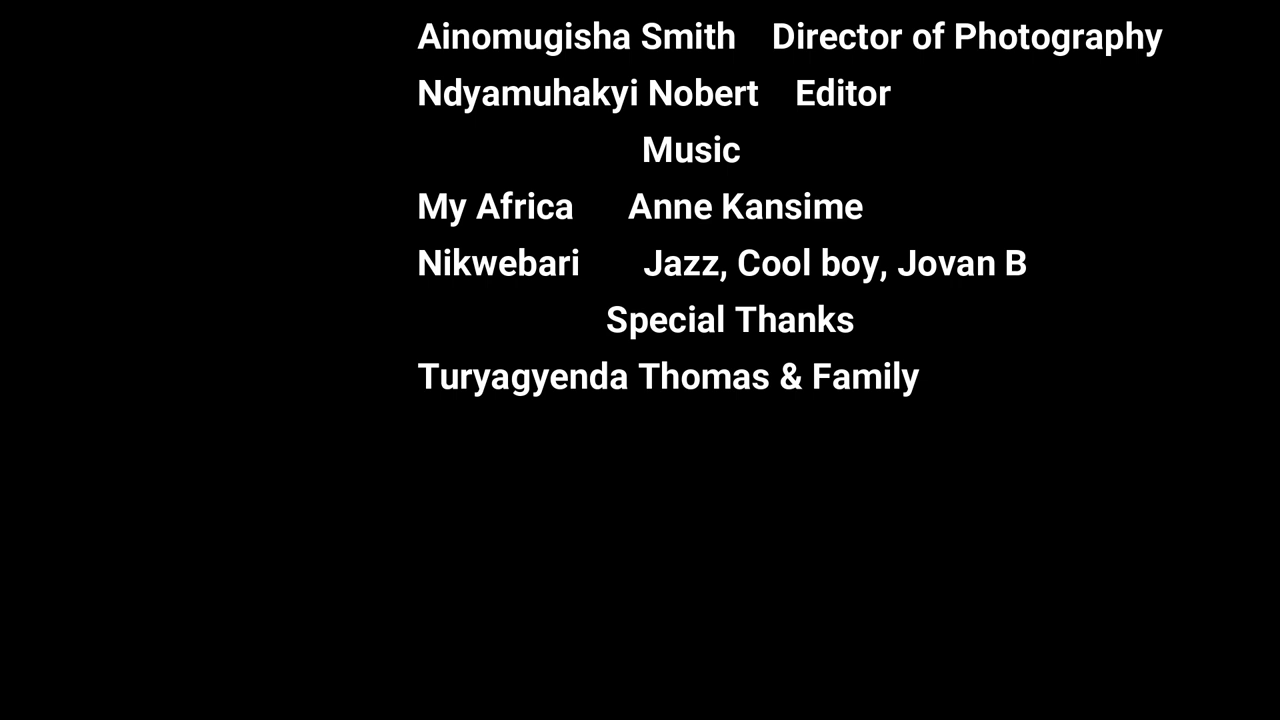 Ainomugisha Smith Director of Photography
Ndyamuhakyi Nobert Editor
Music
My Africa Anne Kansime
Nikwebari Jazz, Cool boy, Jovan B
Special Thanks
Turyagyenda Thomas & Family